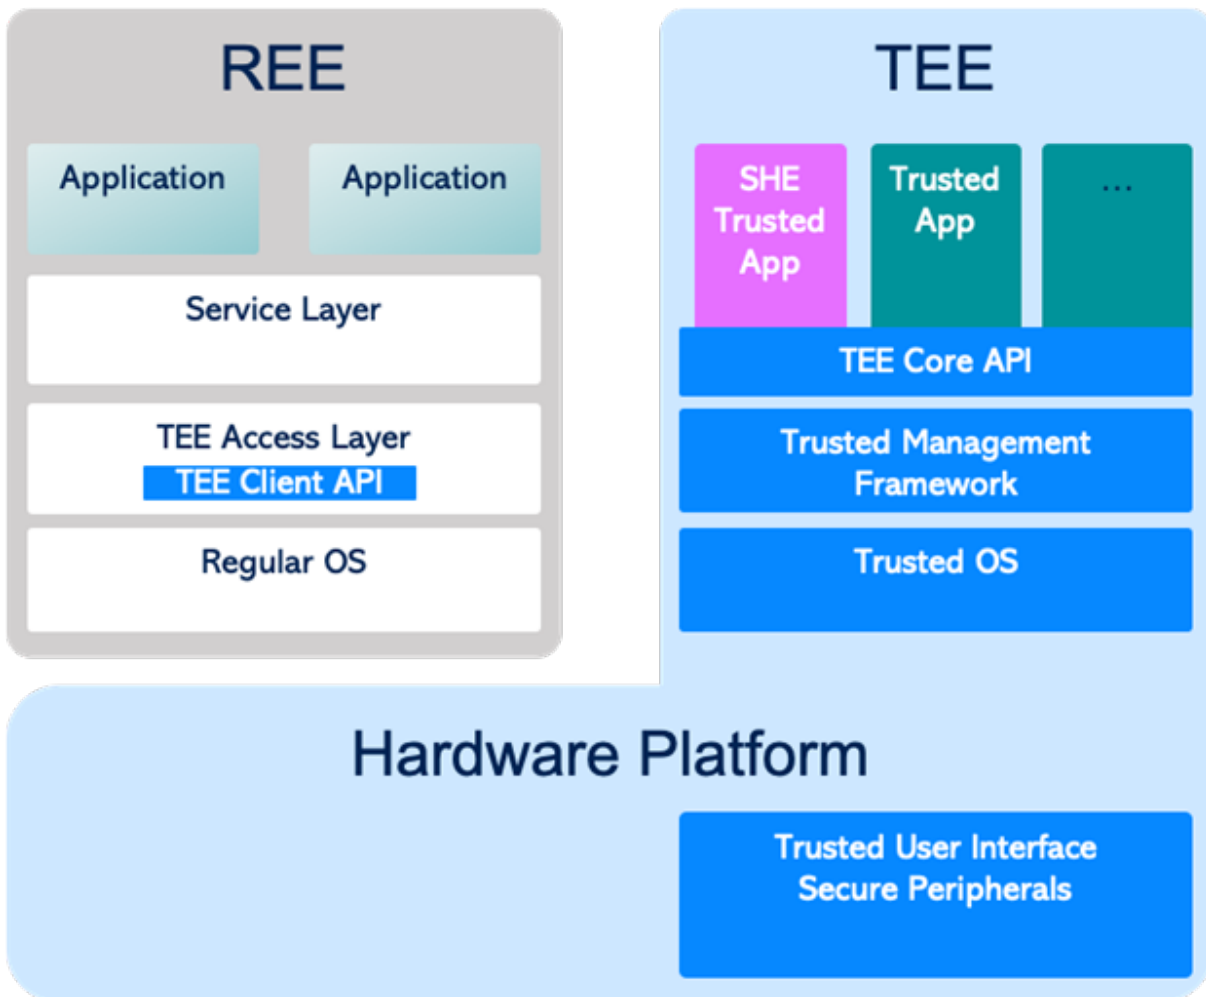 REE
Application
Application
Service Layer
TEE Access Layer
TEE Client API
Regular OS
TEE
SHE
Trusted
App
Trusted
App
...
TEE Core API
Trusted Management
Framework
Trusted OS
Hardware Platform
Trusted User Interface
Secure Peripherals